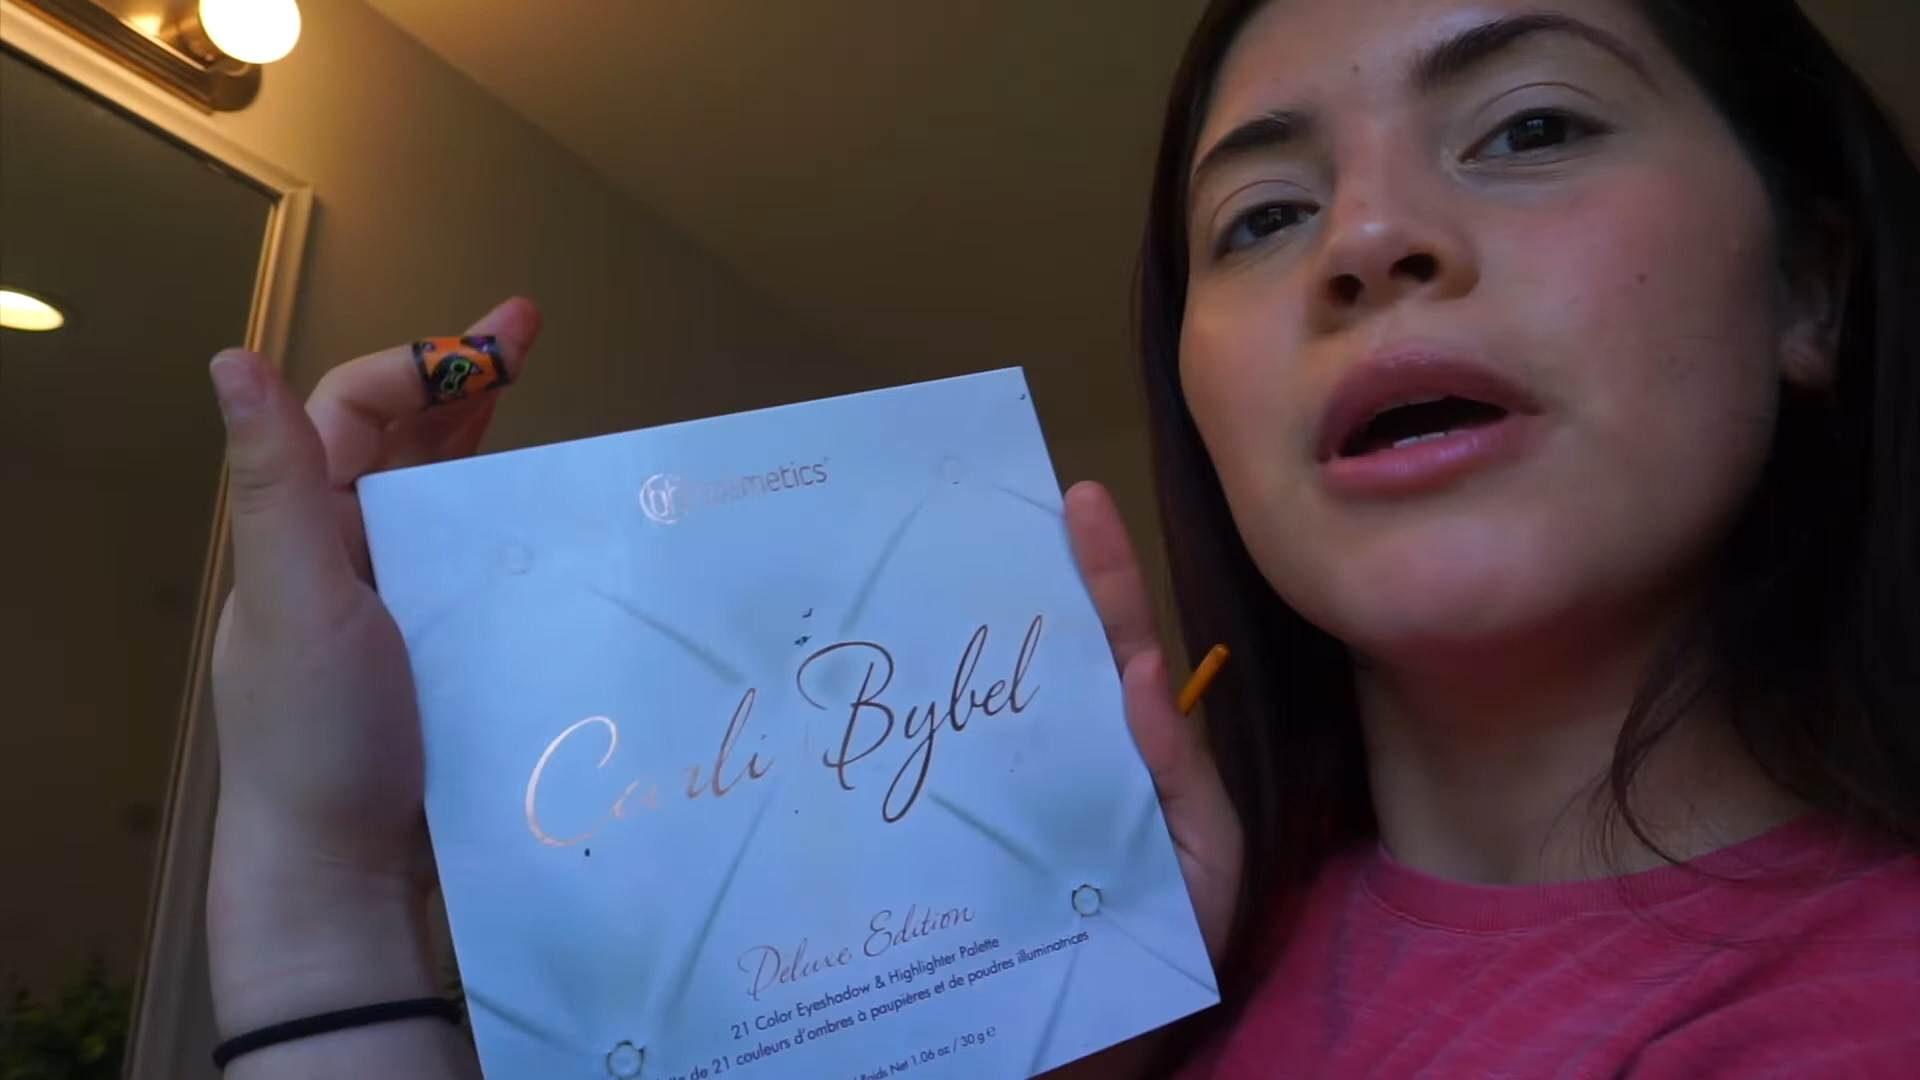 bh cosmetics
Carli Bybel
Deluxe Edition
21 Color Eyeshadow & Highlighter Palette
de 21 couleurs d'ombres à paupières et de poudres illuminatrices
Poids Net 1.06 oz / 30 g e